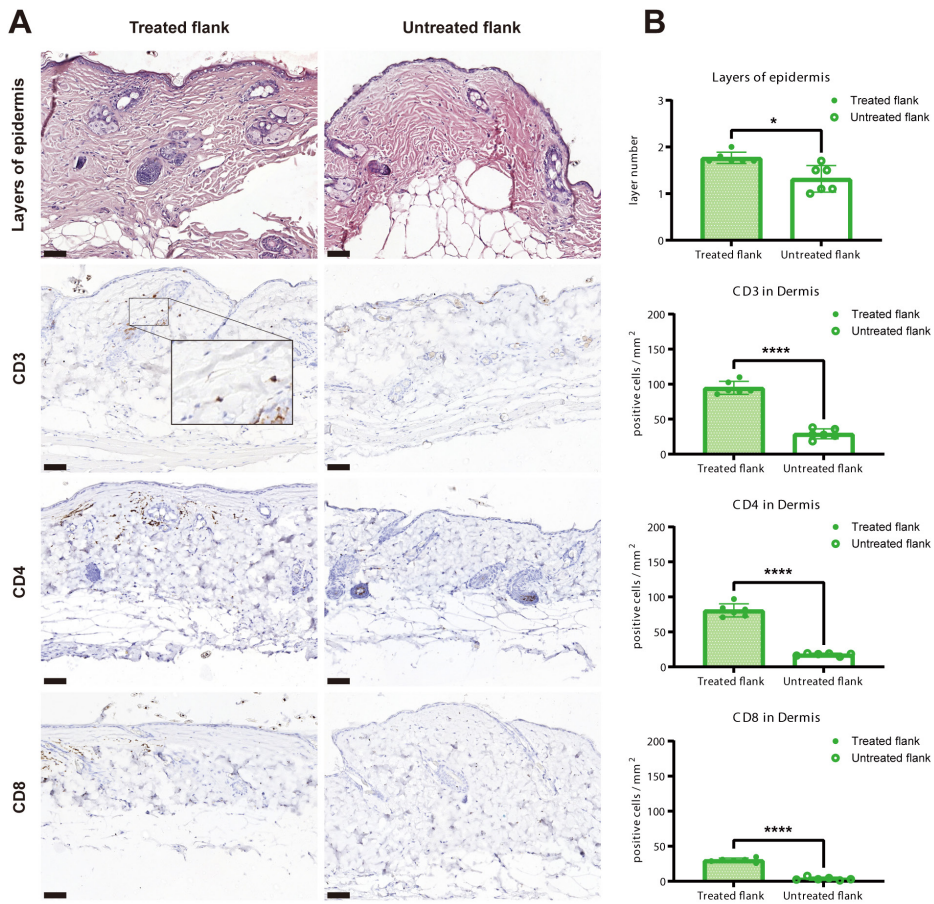 A
Treated flank
Untreated flank
Layers of epidermis
CD3
CD4
CD8
B
Layers of epidermis
Treated flank
Untreated flank
*
layer number
3
2
1
0
Treated flank
Untreated flank
CD3 in Dermis
Treated flank
Untreated flank
****
positive cells / mm²
200
150
100
50
0
Treated flank
Untreated flank
CD4 in Dermis
Treated flank
Untreated flank
****
positive cells / mm²
200
150
100
50
0
Treated flank
Untreated flank
CD8 in Dermis
Treated flank
Untreated flank
****
positive cells / mm²
200
150
100
50
0
Treated flank
Untreated flank